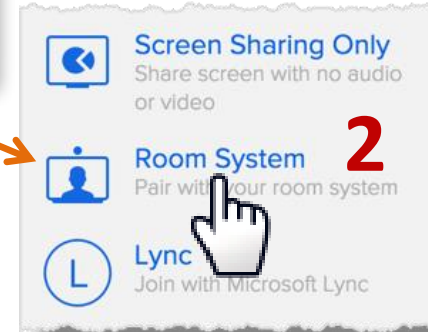 Screen Sharing Only
Share screen with no audio
or video
Room System
2
Pair with your room system
L
Lync
Join with Microsoft Lync